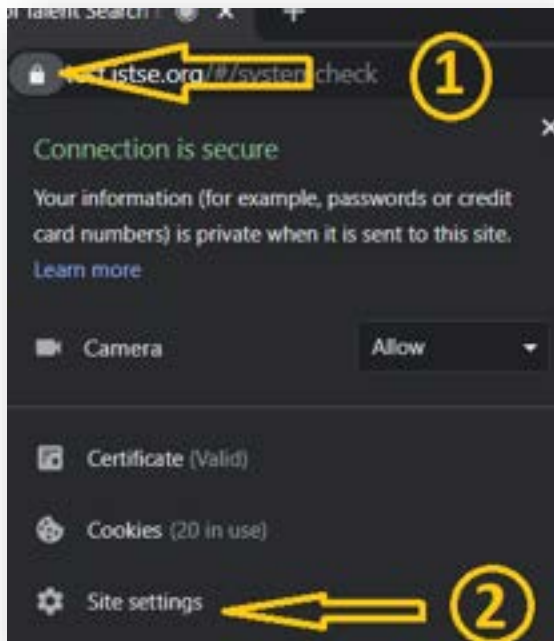 Talent Search
istse.org/#/system-check
1
Connection is secure
Your information (for example, passwords or credit
card numbers) is private when it is sent to this site.
Learn more
Camera
Allow
Certificate (Valid)
Cookies (20 in use)
Site settings
2